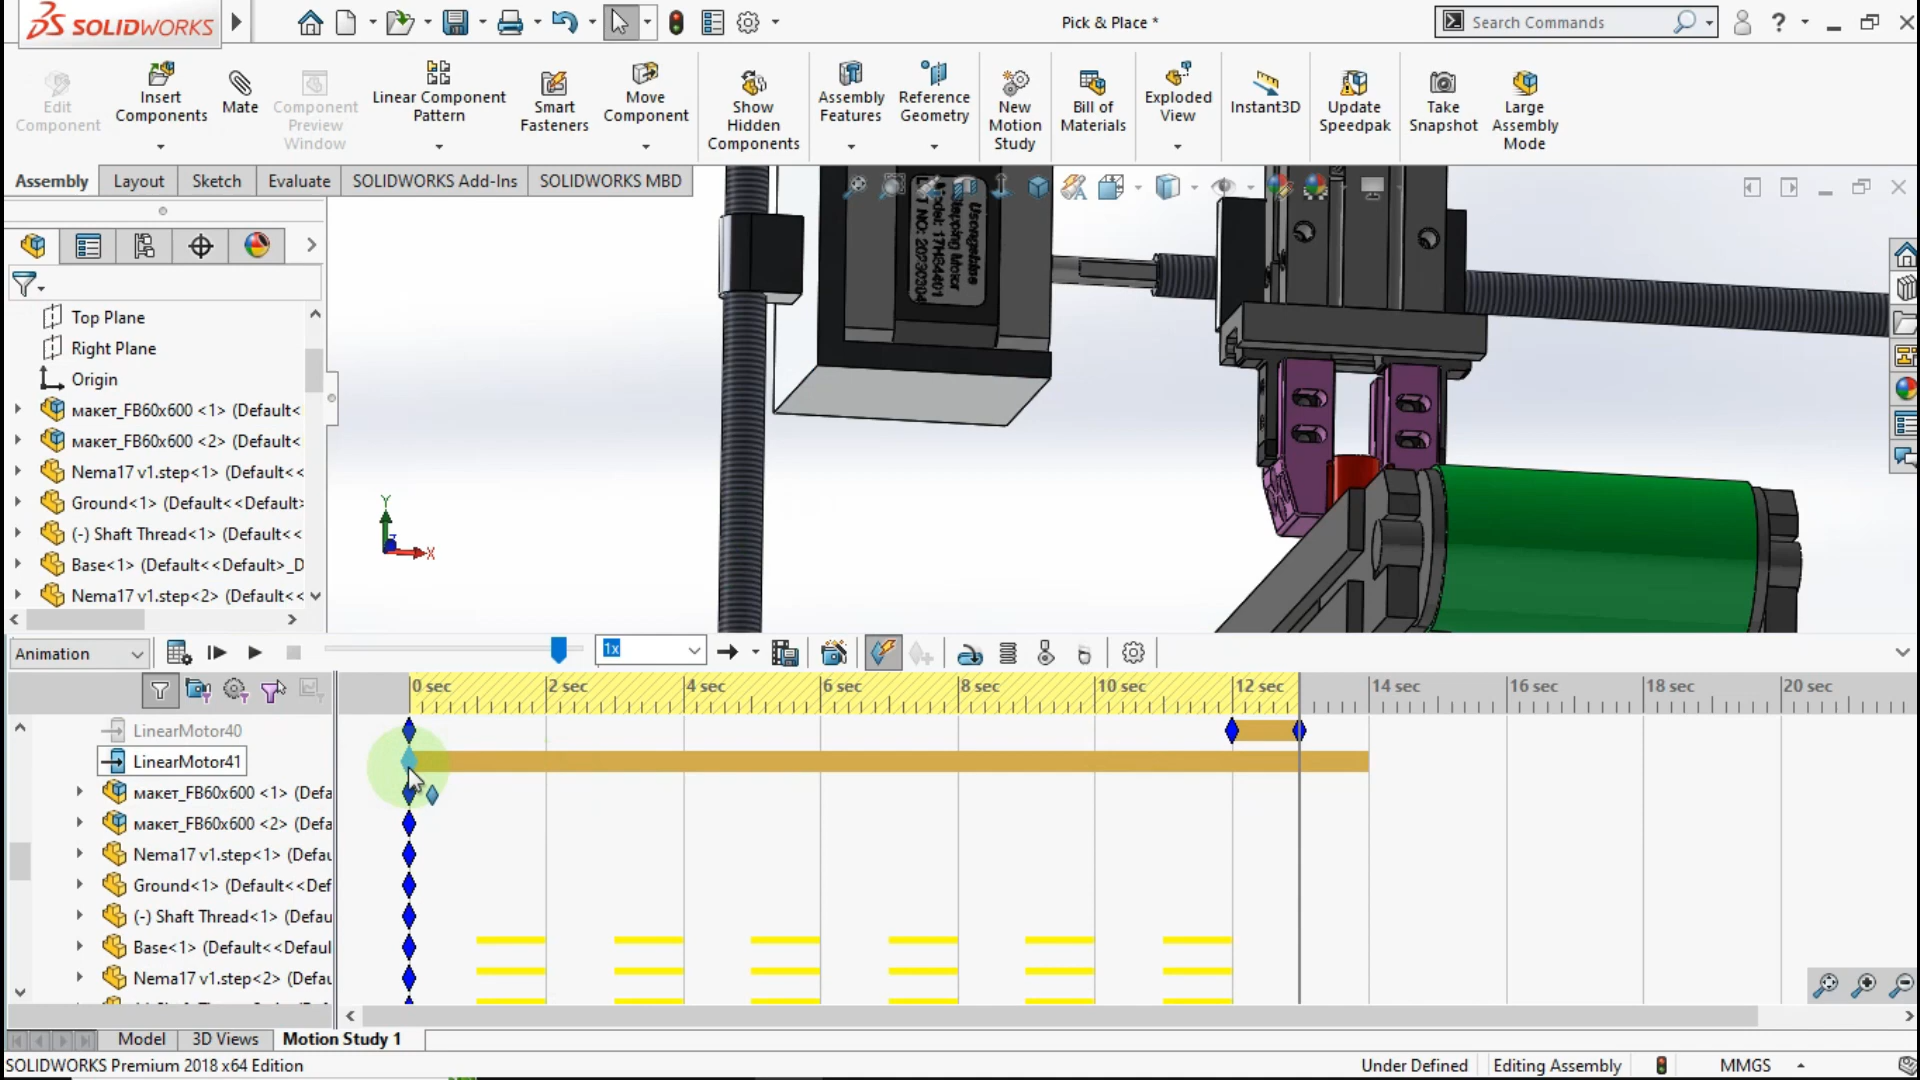 SOLIDWORKS
Pick & Place *
Search Commands
?
Edit Component
Insert Components
Mate
Component Preview Window
Linear Component Pattern
Smart Fasteners
Move Component
Show Hidden Components
Assembly Features
Reference Geometry
New Motion Study
Bill of Materials
Exploded View
Instant3D
Update Speedpak
Take Snapshot
Large Assembly Mode
Assembly
Layout
Sketch
Evaluate
SOLIDWORKS Add-Ins
SOLIDWORKS MBD
Top Plane
Right Plane
Origin
макет_FB60x600 <1> (Default<
макет_FB60x600 <2> (Default<
Nema17 v1.step<1> (Default<<
Ground<1> (Default<<Default>
(-) Shaft Thread<1> (Default<<
Base<1> (Default<<Default>_D
Nema17 v1.step<2> (Default<<
Usongshine
Stepping Motor
Model: 17HS4401
Y
X
Animation
1x
0 sec
2 sec
4 sec
6 sec
8 sec
10 sec
12 sec
14 sec
16 sec
18 sec
20 sec
LinearMotor40
LinearMotor41
макет_FB60x600 <1> (Defa
макет_FB60x600 <2> (Defa
Nema17 v1.step<1> (Defau
Ground<1> (Default<<Def
(-) Shaft Thread<1> (Defau
Base<1> (Default<<Defaul
Nema17 v1.step<2> (Defau
Model
3D Views
Motion Study 1
SOLIDWORKS Premium 2018 x64 Edition
Under Defined
Editing Assembly
MMGS